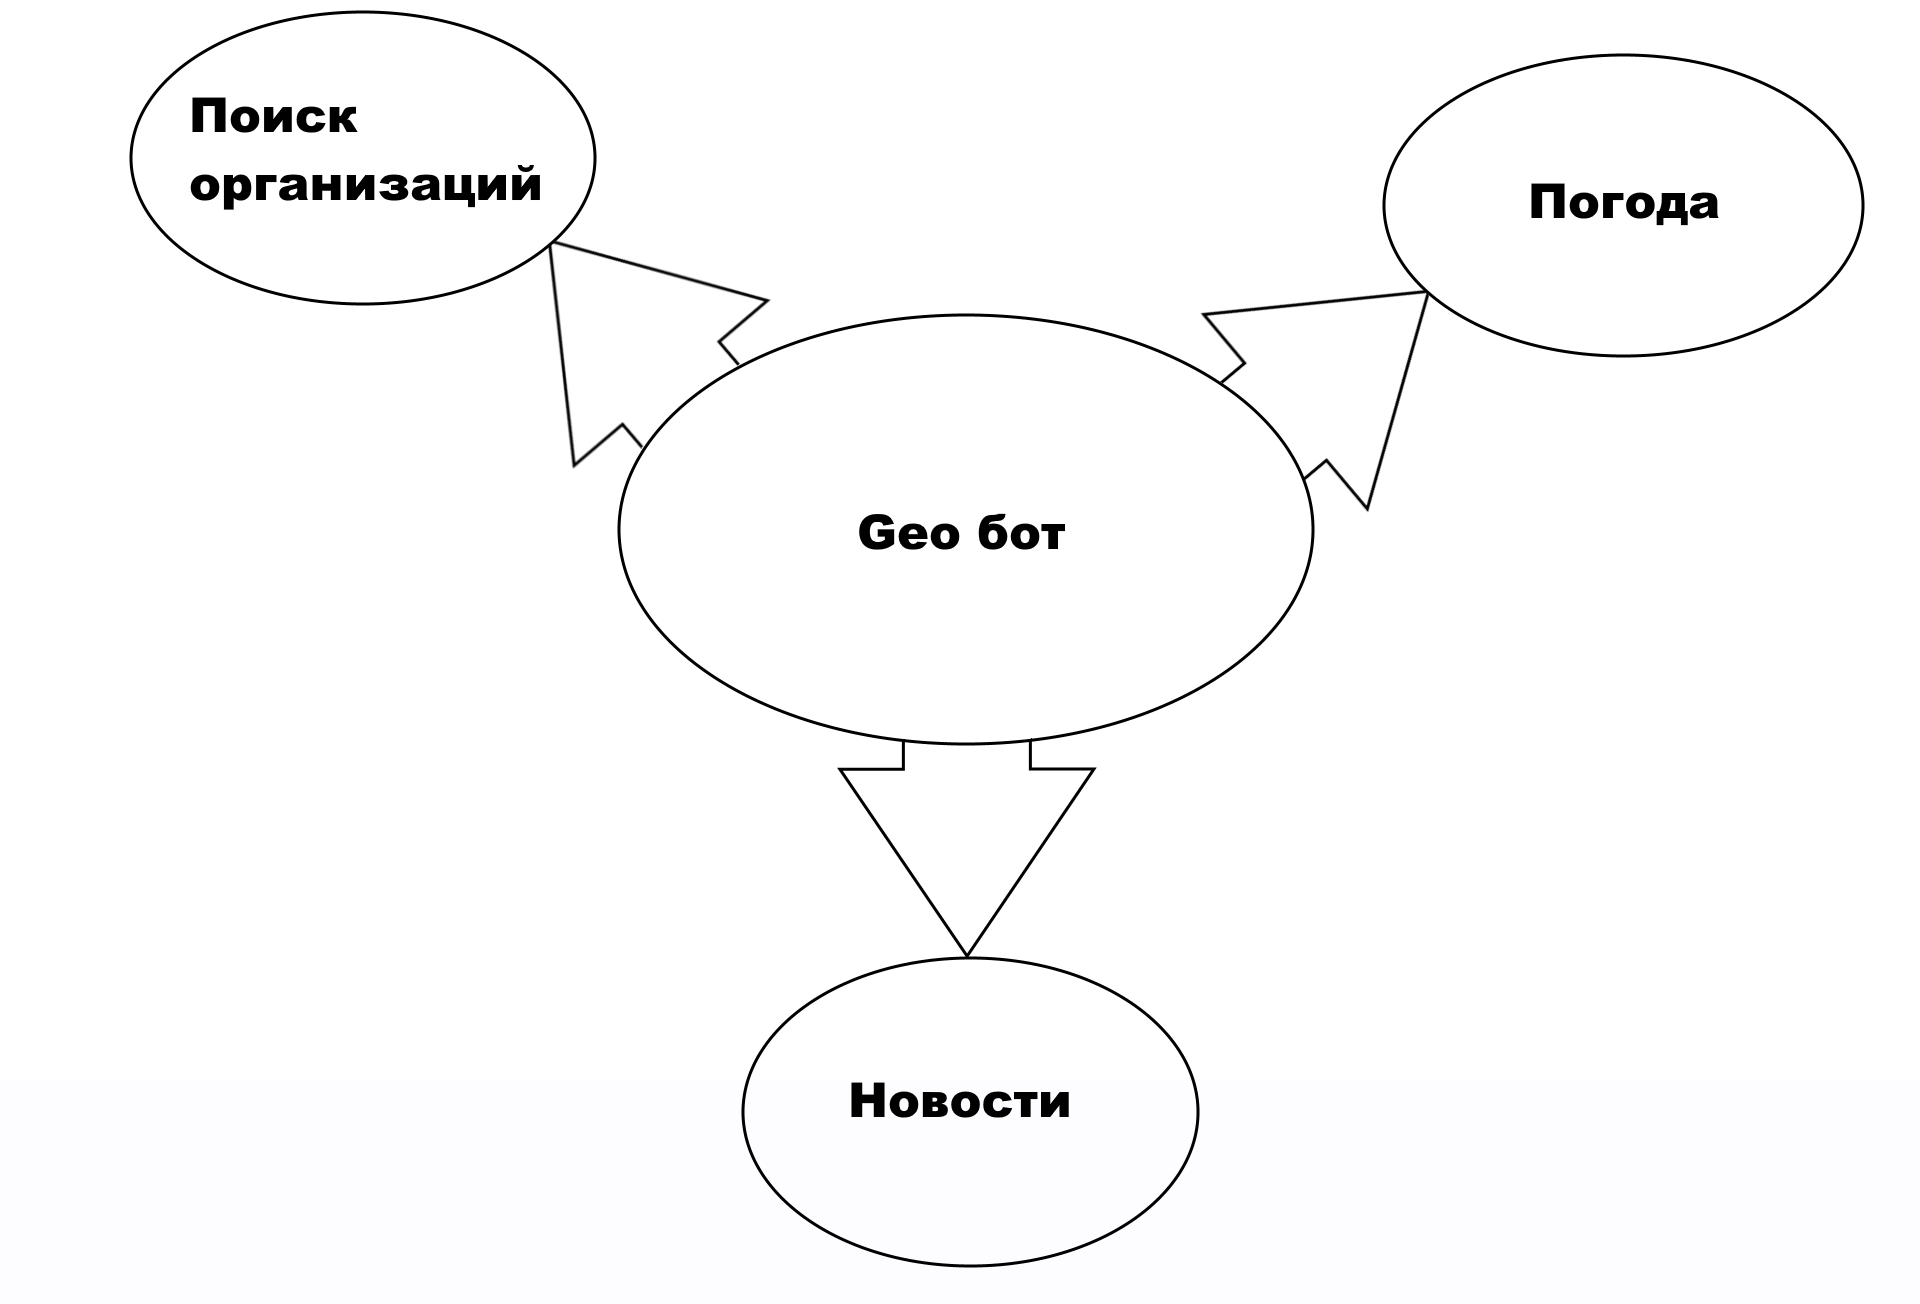 Поиск
организаций
Погода
Geo бот
Новости